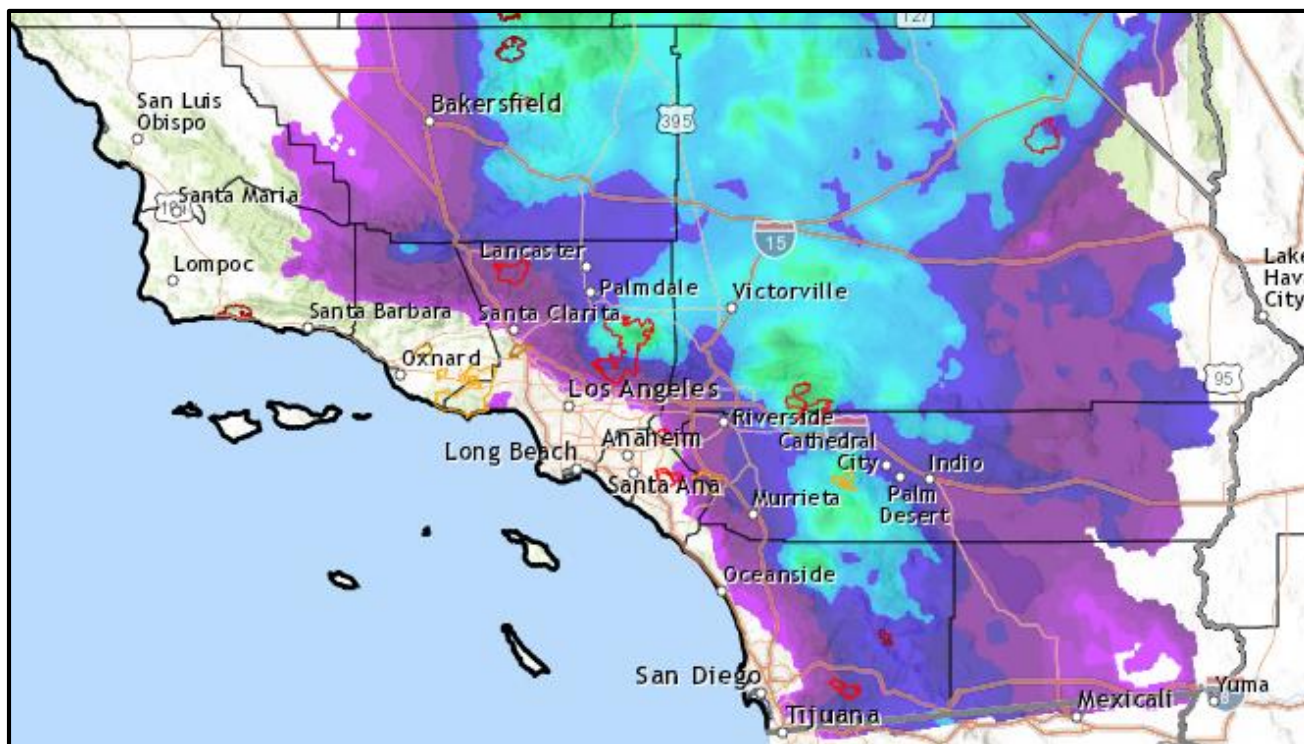 127
San Luis
Obispo
Bakersfield
395
Santa Maria
Lancaster
15
Lompoc
Palmdale
Victorville
Lake
Hav
City
Santa Barbara
Santa Clarita
Oxnard
95
Los Angeles
Riverside
Long Beach
Anaheim
Cathedral
City
Indio
Santa Ana
Palm
Desert
Murrieta
Oceanside
San Diego
Yuma
Mexicali
Tijuana